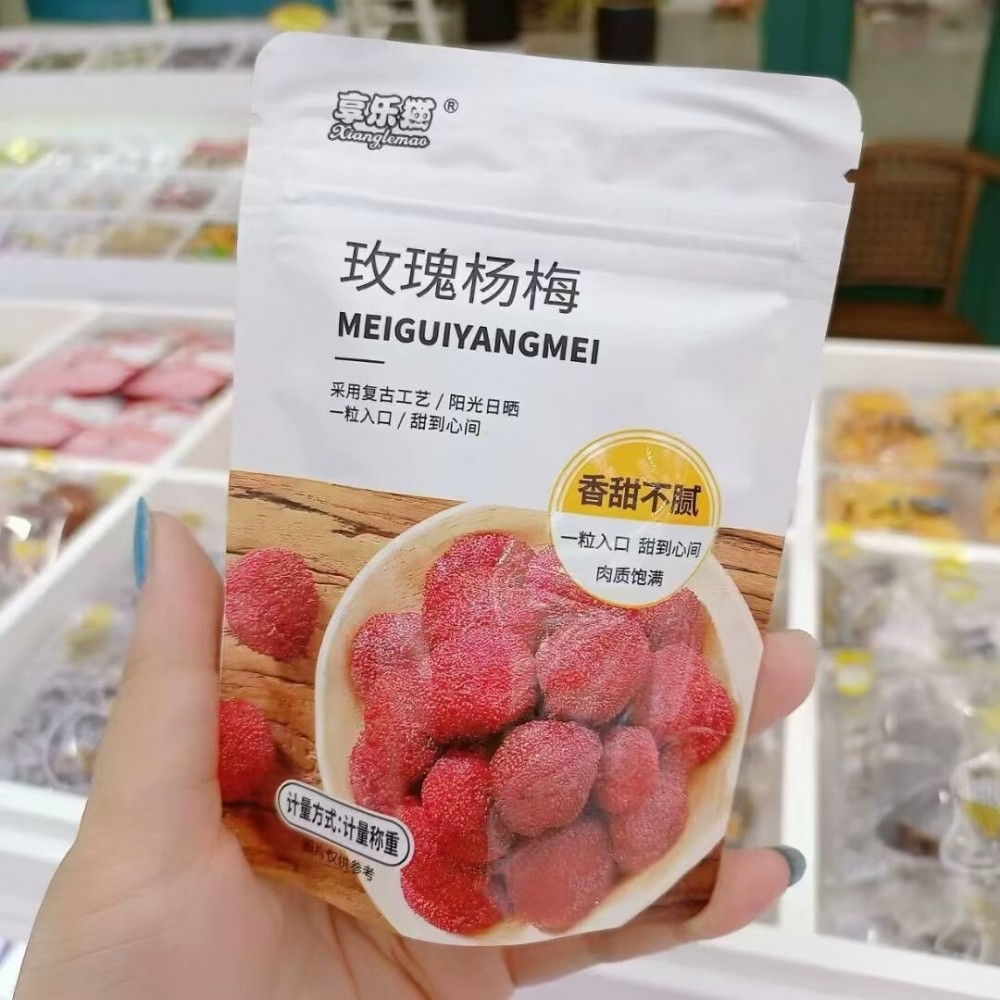 享乐猫®
Xianglemao
玫瑰杨梅
MEIGUIYANGMEI
采用复古工艺 / 阳光日晒
一粒入口 / 甜到心间
香甜不腻
一粒入口 甜到心间
肉质饱满
计量方式:计量称重
图片仅供参考